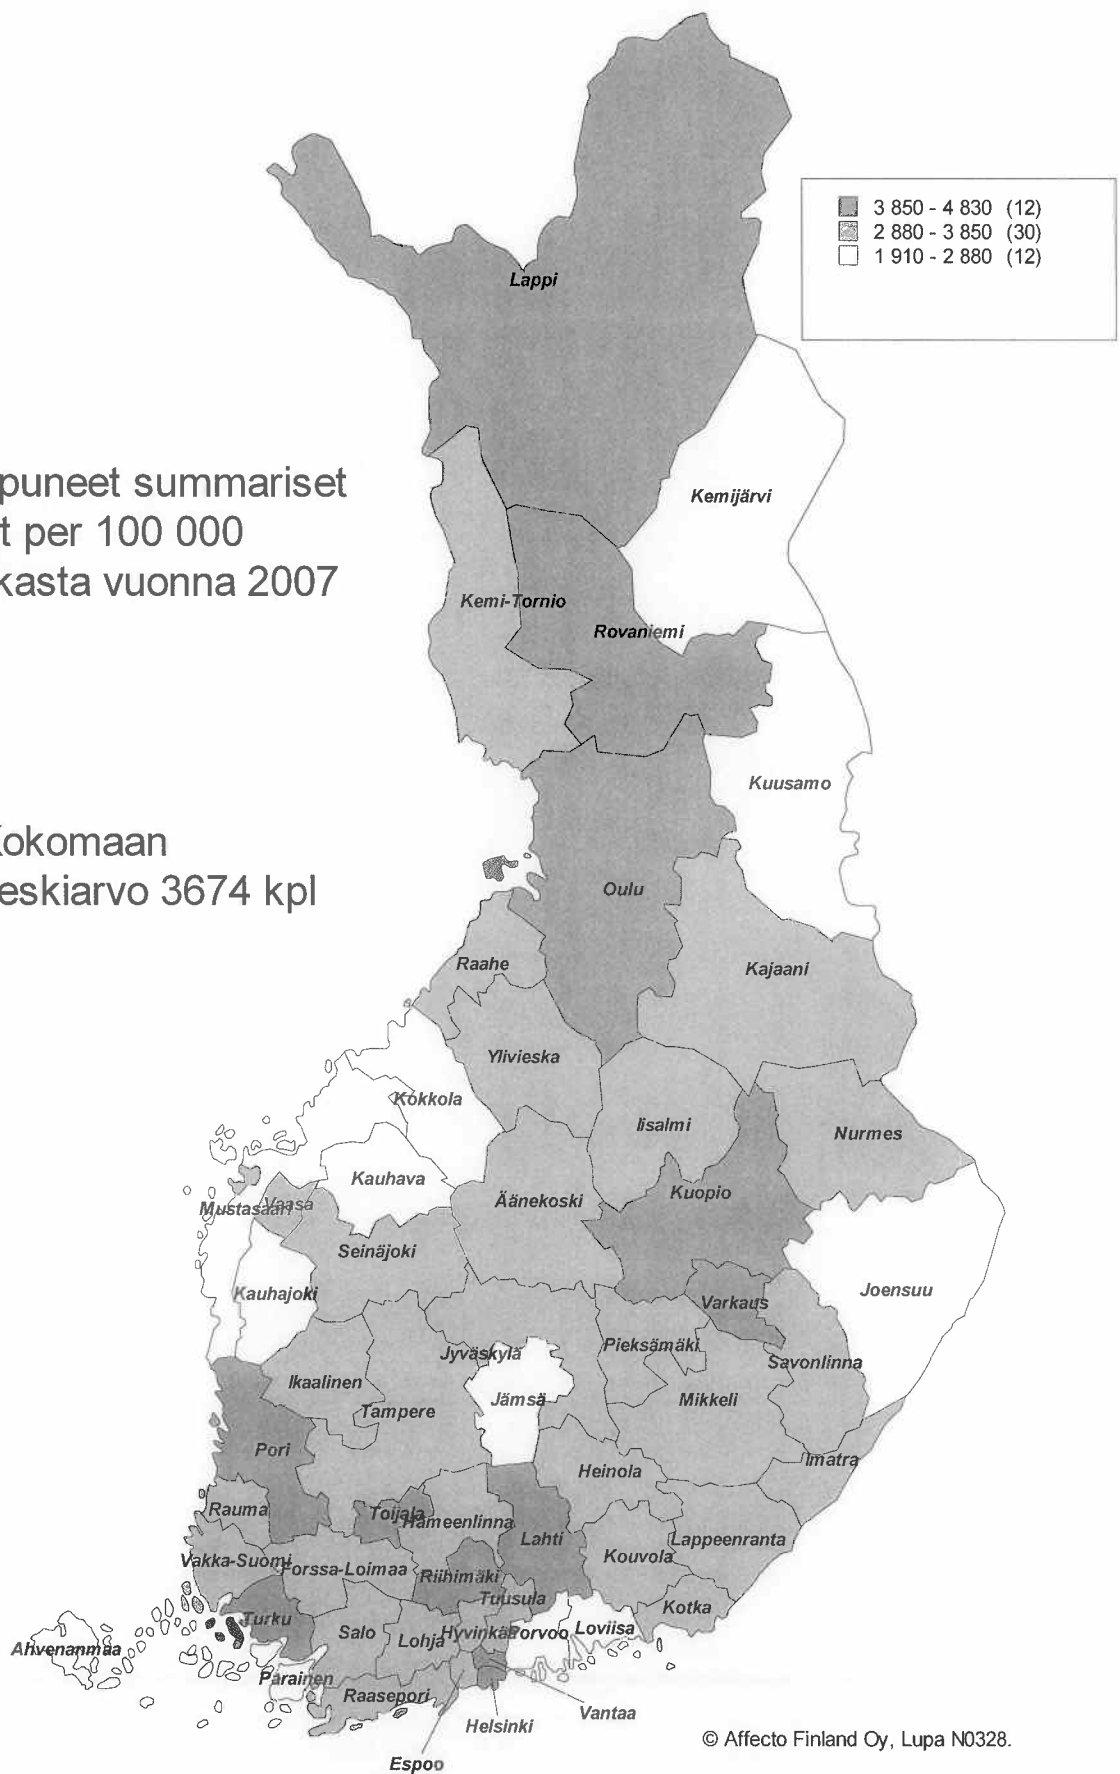 3 850 - 4 830 (12)
2 880 - 3 850 (30)
1 910 - 2 880 (12)
Lappi
puneet summariset
t per 100 000
kasta vuonna 2007
Kemijärvi
Kemi-Tornio
Rovaniemi
Kuusamo
Kokomaan
eskiarvo 3674 kpl
Oulu
Raahe
Kajaani
Ylivieska
Kokkola
Iisalmi
Nurmes
Kauhava
Äänekoski
Kuopio
Mustasaari
Vaasa
Seinäjoki
Kauhajoki
Varkaus
Joensuu
Jyväskylä
Pieksämäki
Savonlinna
Ikaalinen
Tampere
Jämsä
Mikkeli
Pori
Heinola
Imatra
Rauma
Toijala
Hämeenlinna
Lahti
Lappeenranta
Vakka-Suomi
Forssa-Loimaa
Riihimäki
Kouvola
Tuusula
Kotka
Turku
Salo
Lohja
Hyvinkää
Porvoo
Loviisa
Ahvenanmaa
Parainen
Raasepori
Vantaa
Helsinki
Espoo
© Affecto Finland Oy, Lupa N0328.